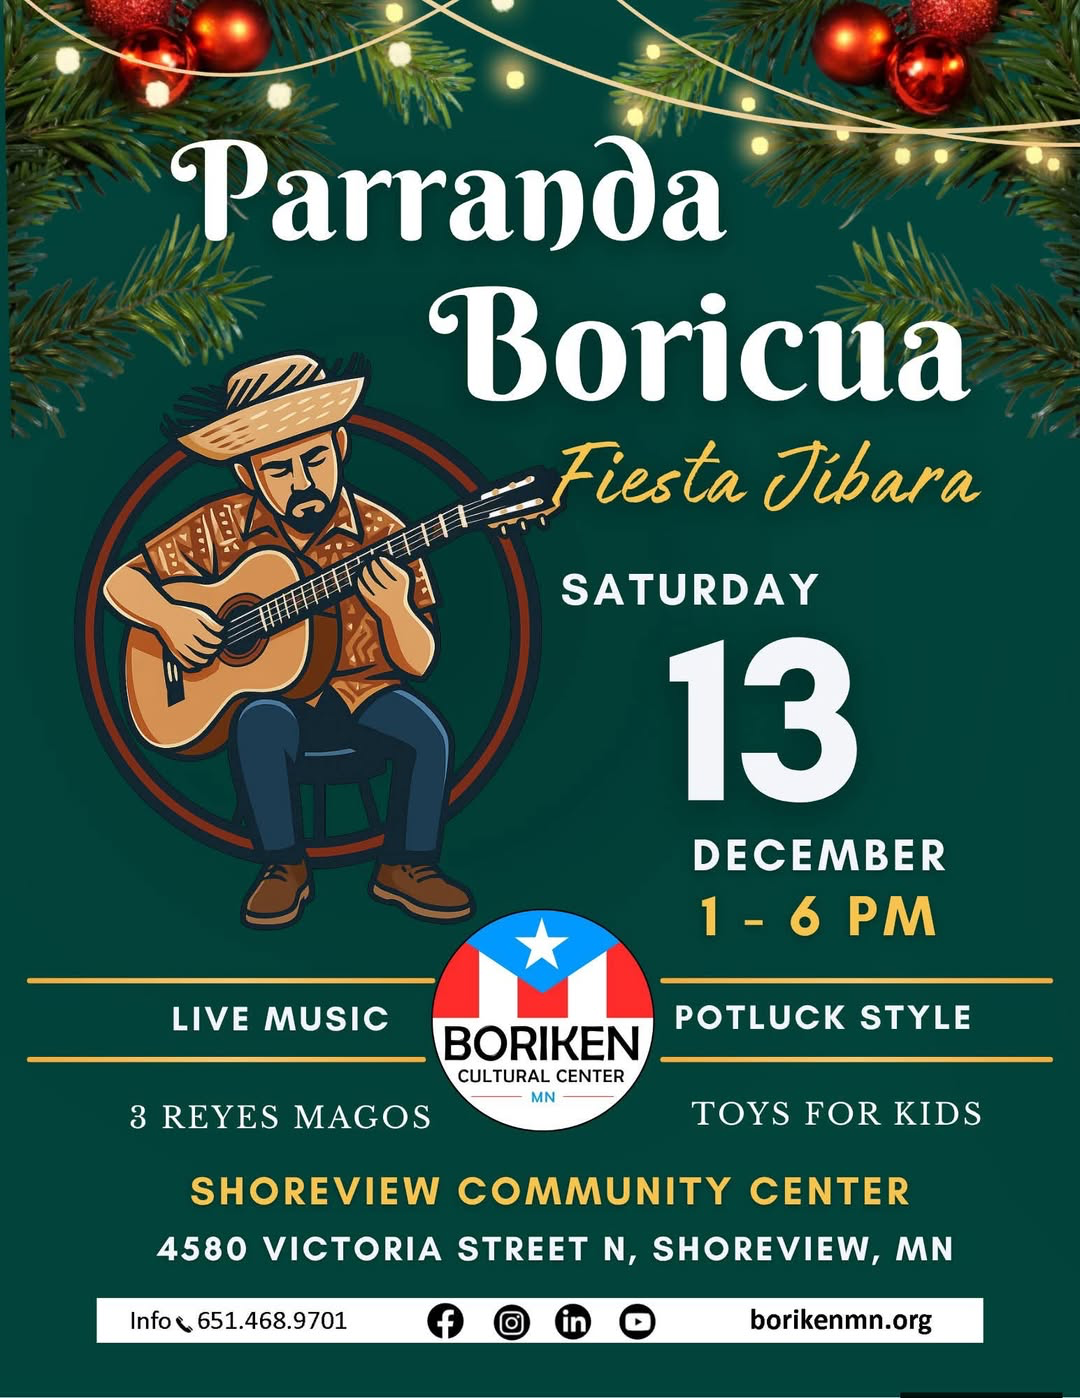 Parranda
Boricua
Fiesta Jíbara
SATURDAY
13
DECEMBER
1 - 6 PM
LIVE MUSIC
POTLUCK STYLE
BORIKEN
CULTURAL CENTER
MN
3 REYES MAGOS
TOYS FOR KIDS
SHOREVIEW COMMUNITY CENTER
4580 VICTORIA STREET N, SHOREVIEW, MN
Info 651.468.9701
borikenmn.org